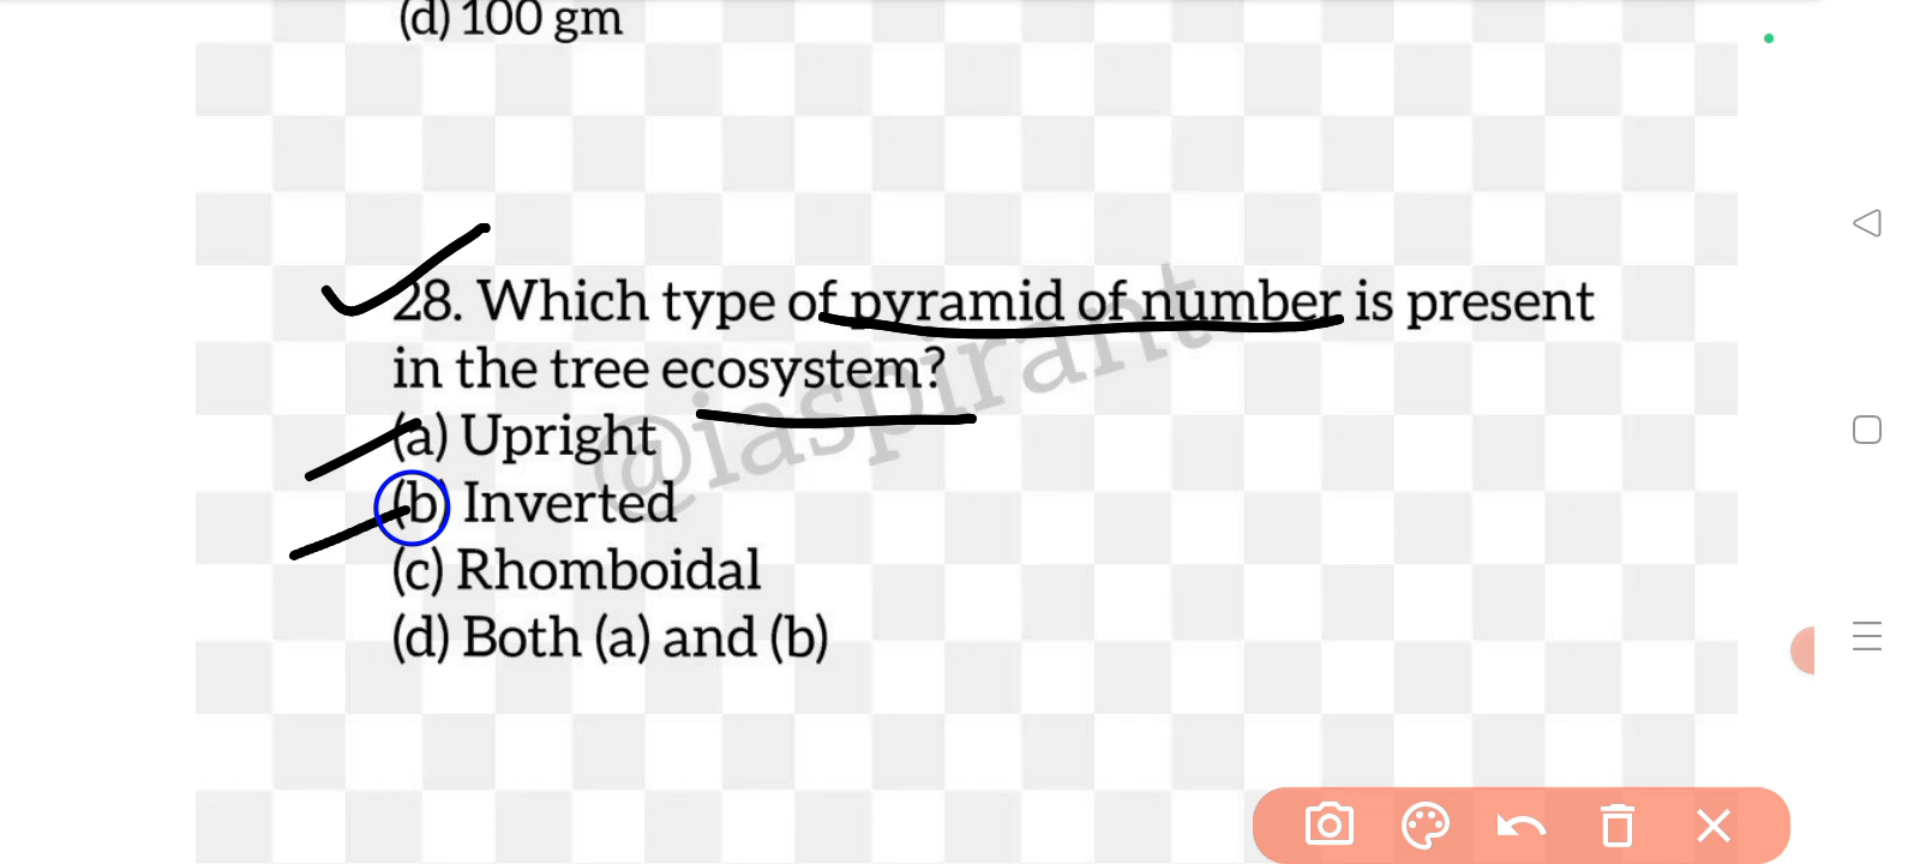 (d) 100 gm
28. Which type of pyramid of number is present
in the tree ecosystem?
(a) Upright
(b) Inverted
(c) Rhomboidal
(d) Both (a) and (b)
@iaspirant